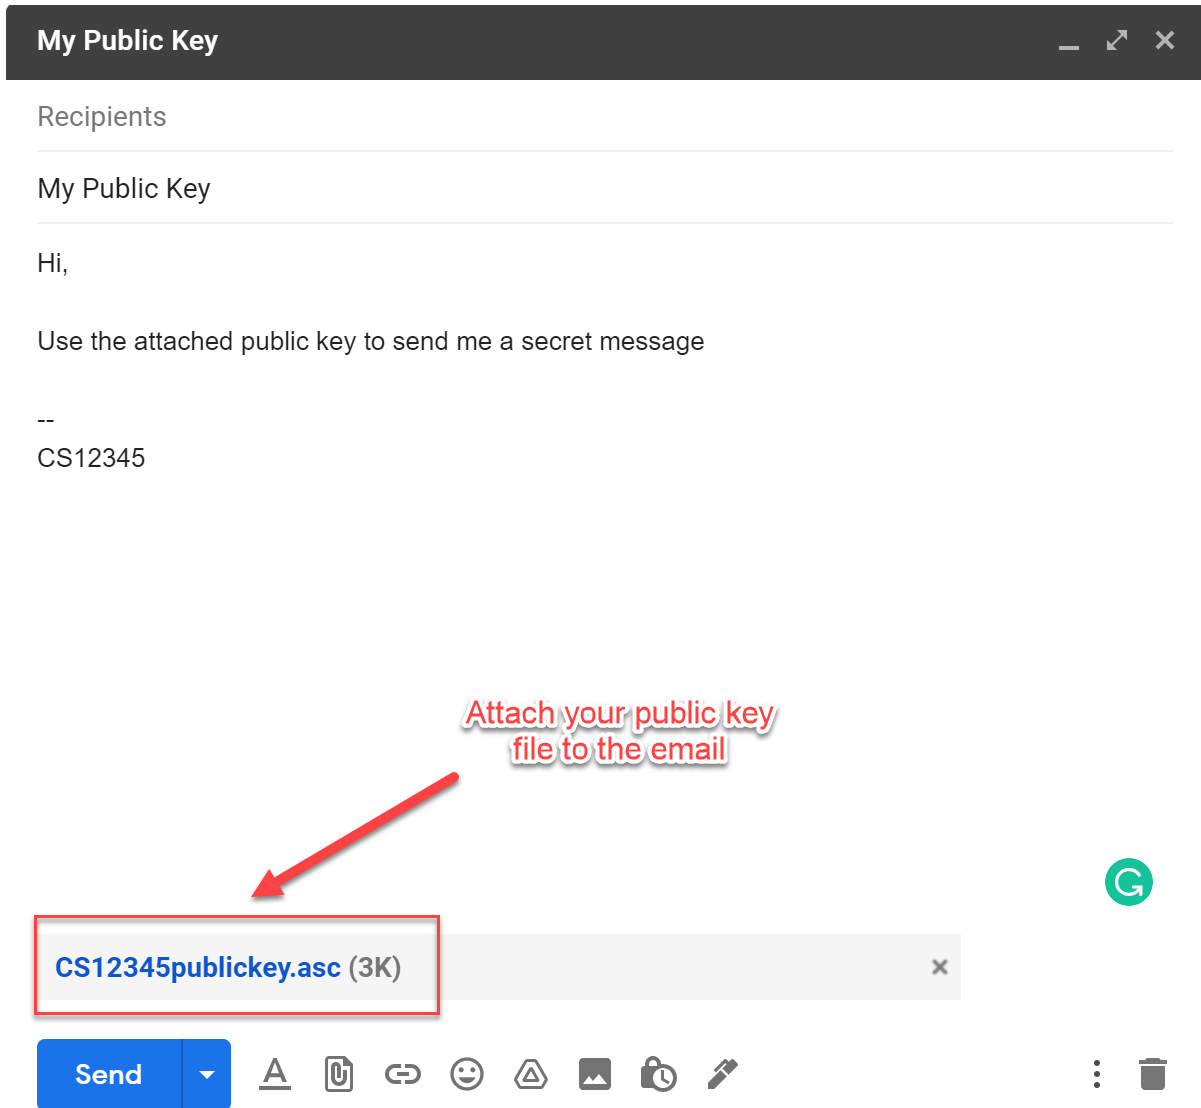 My Public Key
Recipients
My Public Key
Hi,
Use the attached public key to send me a secret message
--
CS12345
Attach your public key
file to the email
CS12345publickey.asc (3K)
Send